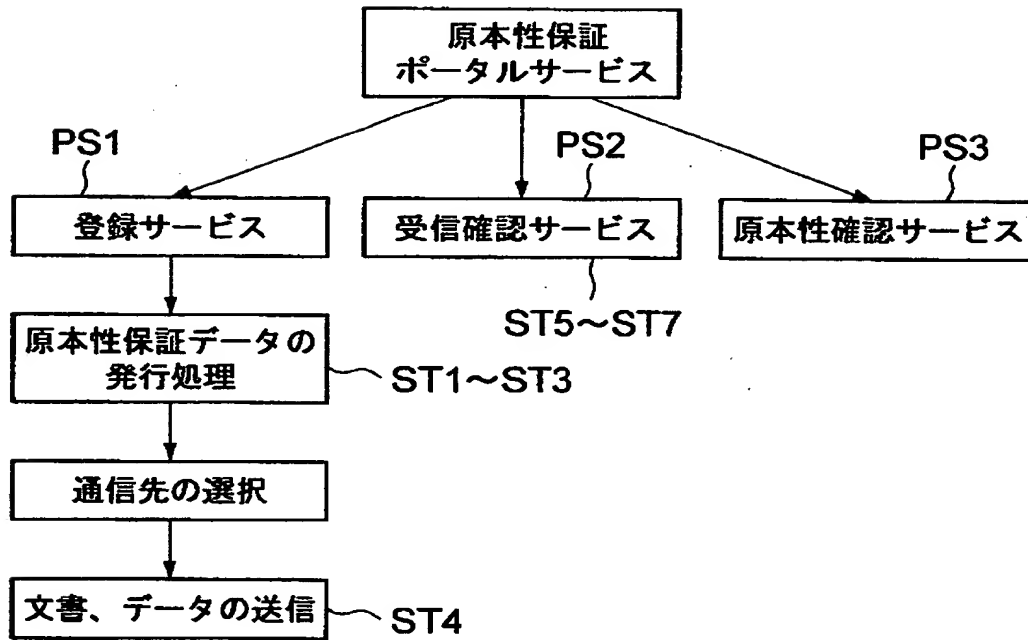 原本性保証
ポータルサービス
PS1
PS2
PS3
登録サービス
受信確認サービス
原本性確認サービス
ST5～ST7
原本性保証データの
発行処理
ST1～ST3
通信先の選択
文書、データの送信
ST4